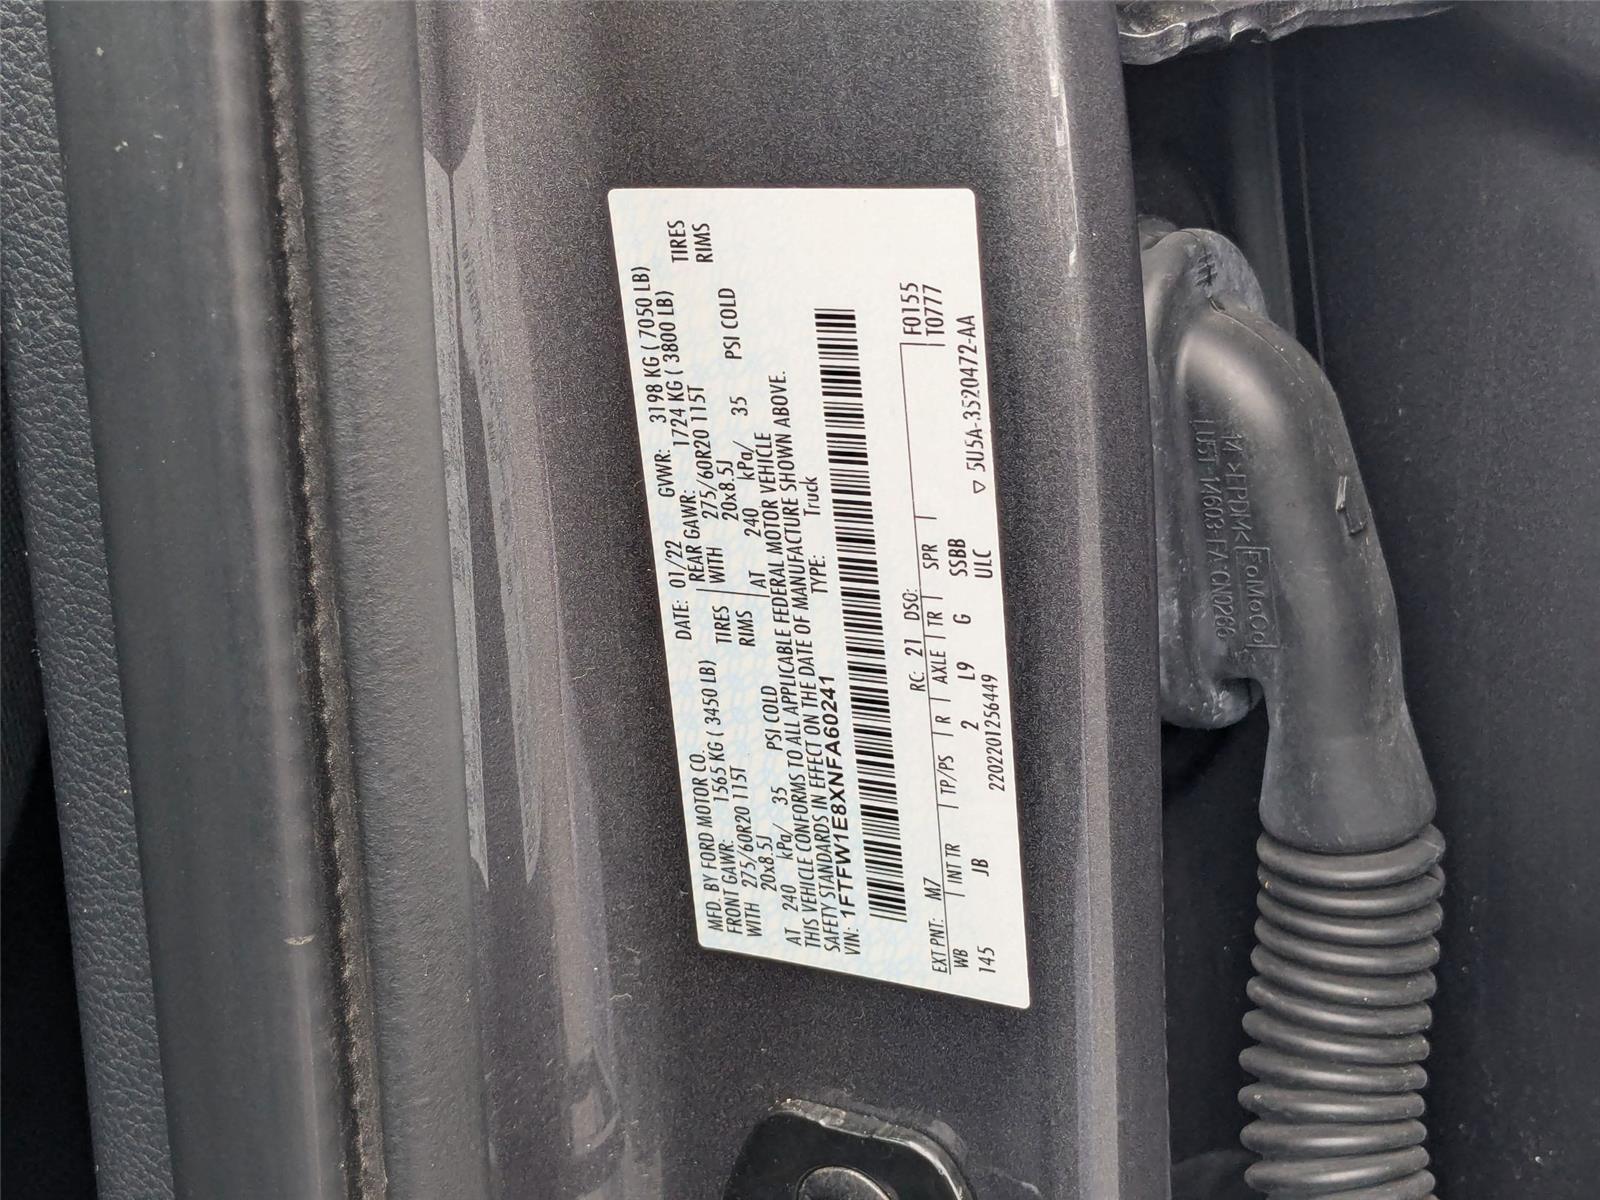 MFD. BY FORD MOTOR CO.
DATE: 01/22 GVWR: 3198 KG ( 7050 LB)
FRONT GAWR: 1565 KG ( 3450 LB) REAR GAWR: 1724 KG ( 3800 LB)
WITH 275/60R20 115T TIRES WITH 275/60R20 115T TIRES
20x8.5J RIMS 20x8.5J RIMS
AT 240 kPa/ 35 PSI COLD AT 240 kPa/ 35 PSI COLD
THIS VEHICLE CONFORMS TO ALL APPLICABLE FEDERAL MOTOR VEHICLE
SAFETY STANDARDS IN EFFECT ON THE DATE OF MANUFACTURE SHOWN ABOVE.
VIN: 1FTFW1E8XNFA60241 TYPE: Truck
F0155
EXT PNT: M7 RC: 21 DSO: T0777
WB INT TR TP/PS R AXLE TR SPR
145 JB 2 L9 G SSBB
2202201256449 ULC ▽ 5U5A-3520472-AA
14 >EPDM<
LU5T-14603-FA CN0266
FoMoCo